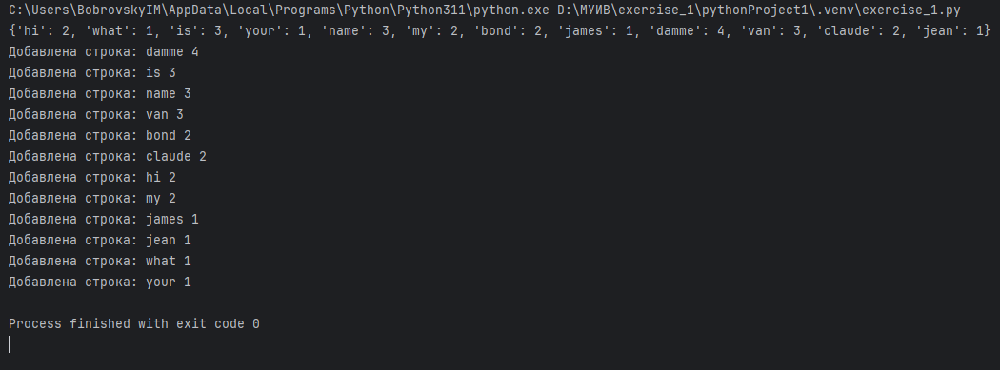 C:\Users\BobrovskyIM\AppData\Local\Programs\Python\Python311\python.exe D:\МУИВ\exercise_1\pythonProject1\.venv\exercise_1.py
{'hi': 2, 'what': 1, 'is': 3, 'your': 1, 'name': 3, 'my': 2, 'bond': 2, 'james': 1, 'damme': 4, 'van': 3, 'claude': 2, 'jean': 1}
Добавлена строка: damme 4
Добавлена строка: is 3
Добавлена строка: name 3
Добавлена строка: van 3
Добавлена строка: bond 2
Добавлена строка: claude 2
Добавлена строка: hi 2
Добавлена строка: my 2
Добавлена строка: james 1
Добавлена строка: jean 1
Добавлена строка: what 1
Добавлена строка: your 1
Process finished with exit code 0